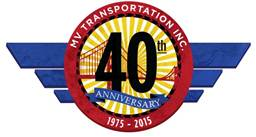 MV TRANSPORTATION INC.
40th
ANNIVERSARY
1975 - 2015